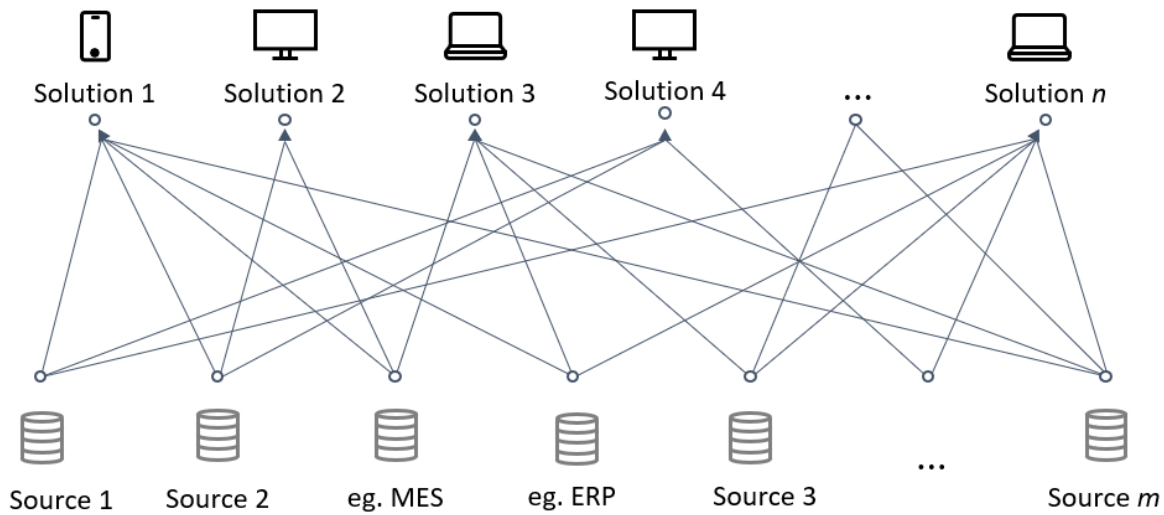 Solution 1 Solution 2 Solution 3 Solution 4 ... Solution n
Source 1 Source 2 eg. MES eg. ERP Source 3 ... Source m